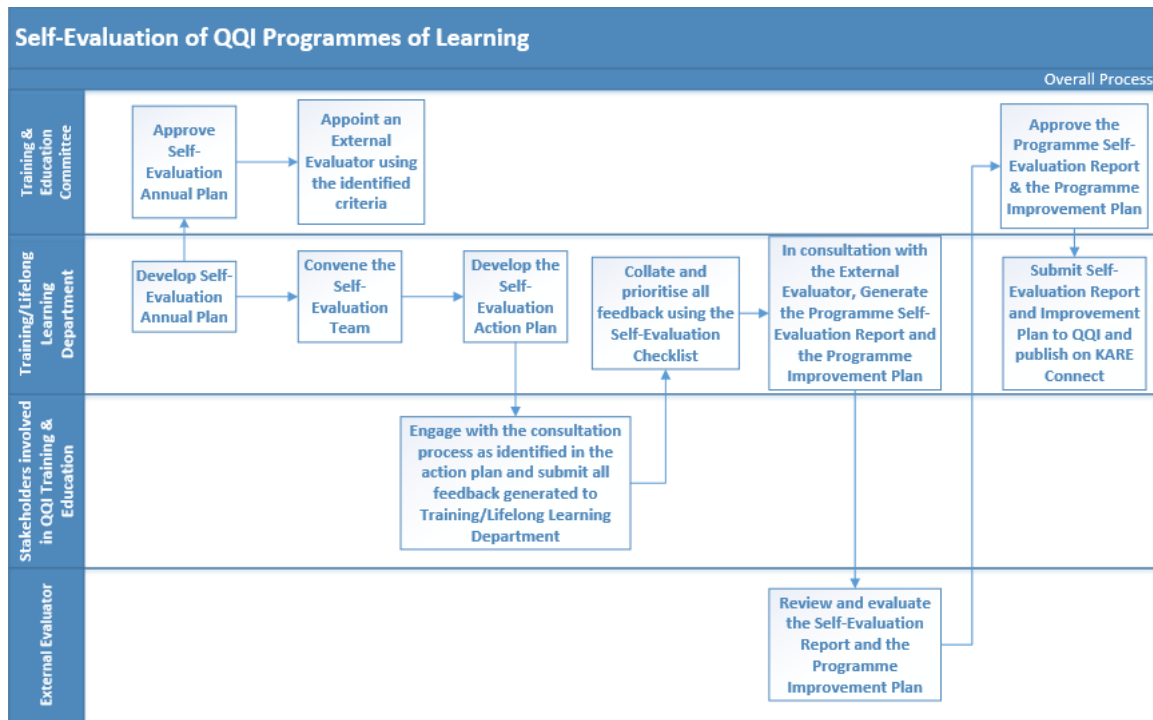 Self-Evaluation of QQI Programmes of Learning
Overall Process
Training &
Education
Committee
Approve
Self-
Evaluation
Annual Plan
Appoint an
External
Evaluator using
the identified
criteria
Approve the
Programme Self-
Evaluation Report
& the Programme
Improvement Plan
Training/Lifelong
Learning
Department
Develop Self-
Evaluation
Annual Plan
Convene the
Self-
Evaluation
Team
Develop the
Self-
Evaluation
Action Plan
Collate and
prioritise all
feedback using the
Self-Evaluation
Checklist
In consultation with
the External
Evaluator, Generate
the Programme Self-
Evaluation Report and
the Programme
Improvement Plan
Submit Self-
Evaluation Report
and Improvement
Plan to QQI and
publish on KARE
Connect
Stakeholders involved
in QQI Training &
Education
Engage with the consultation
process as identified in the
action plan and submit all
feedback generated to
Training/Lifelong Learning
Department
External Evaluator
Review and evaluate
the Self-Evaluation
Report and the
Programme
Improvement Plan